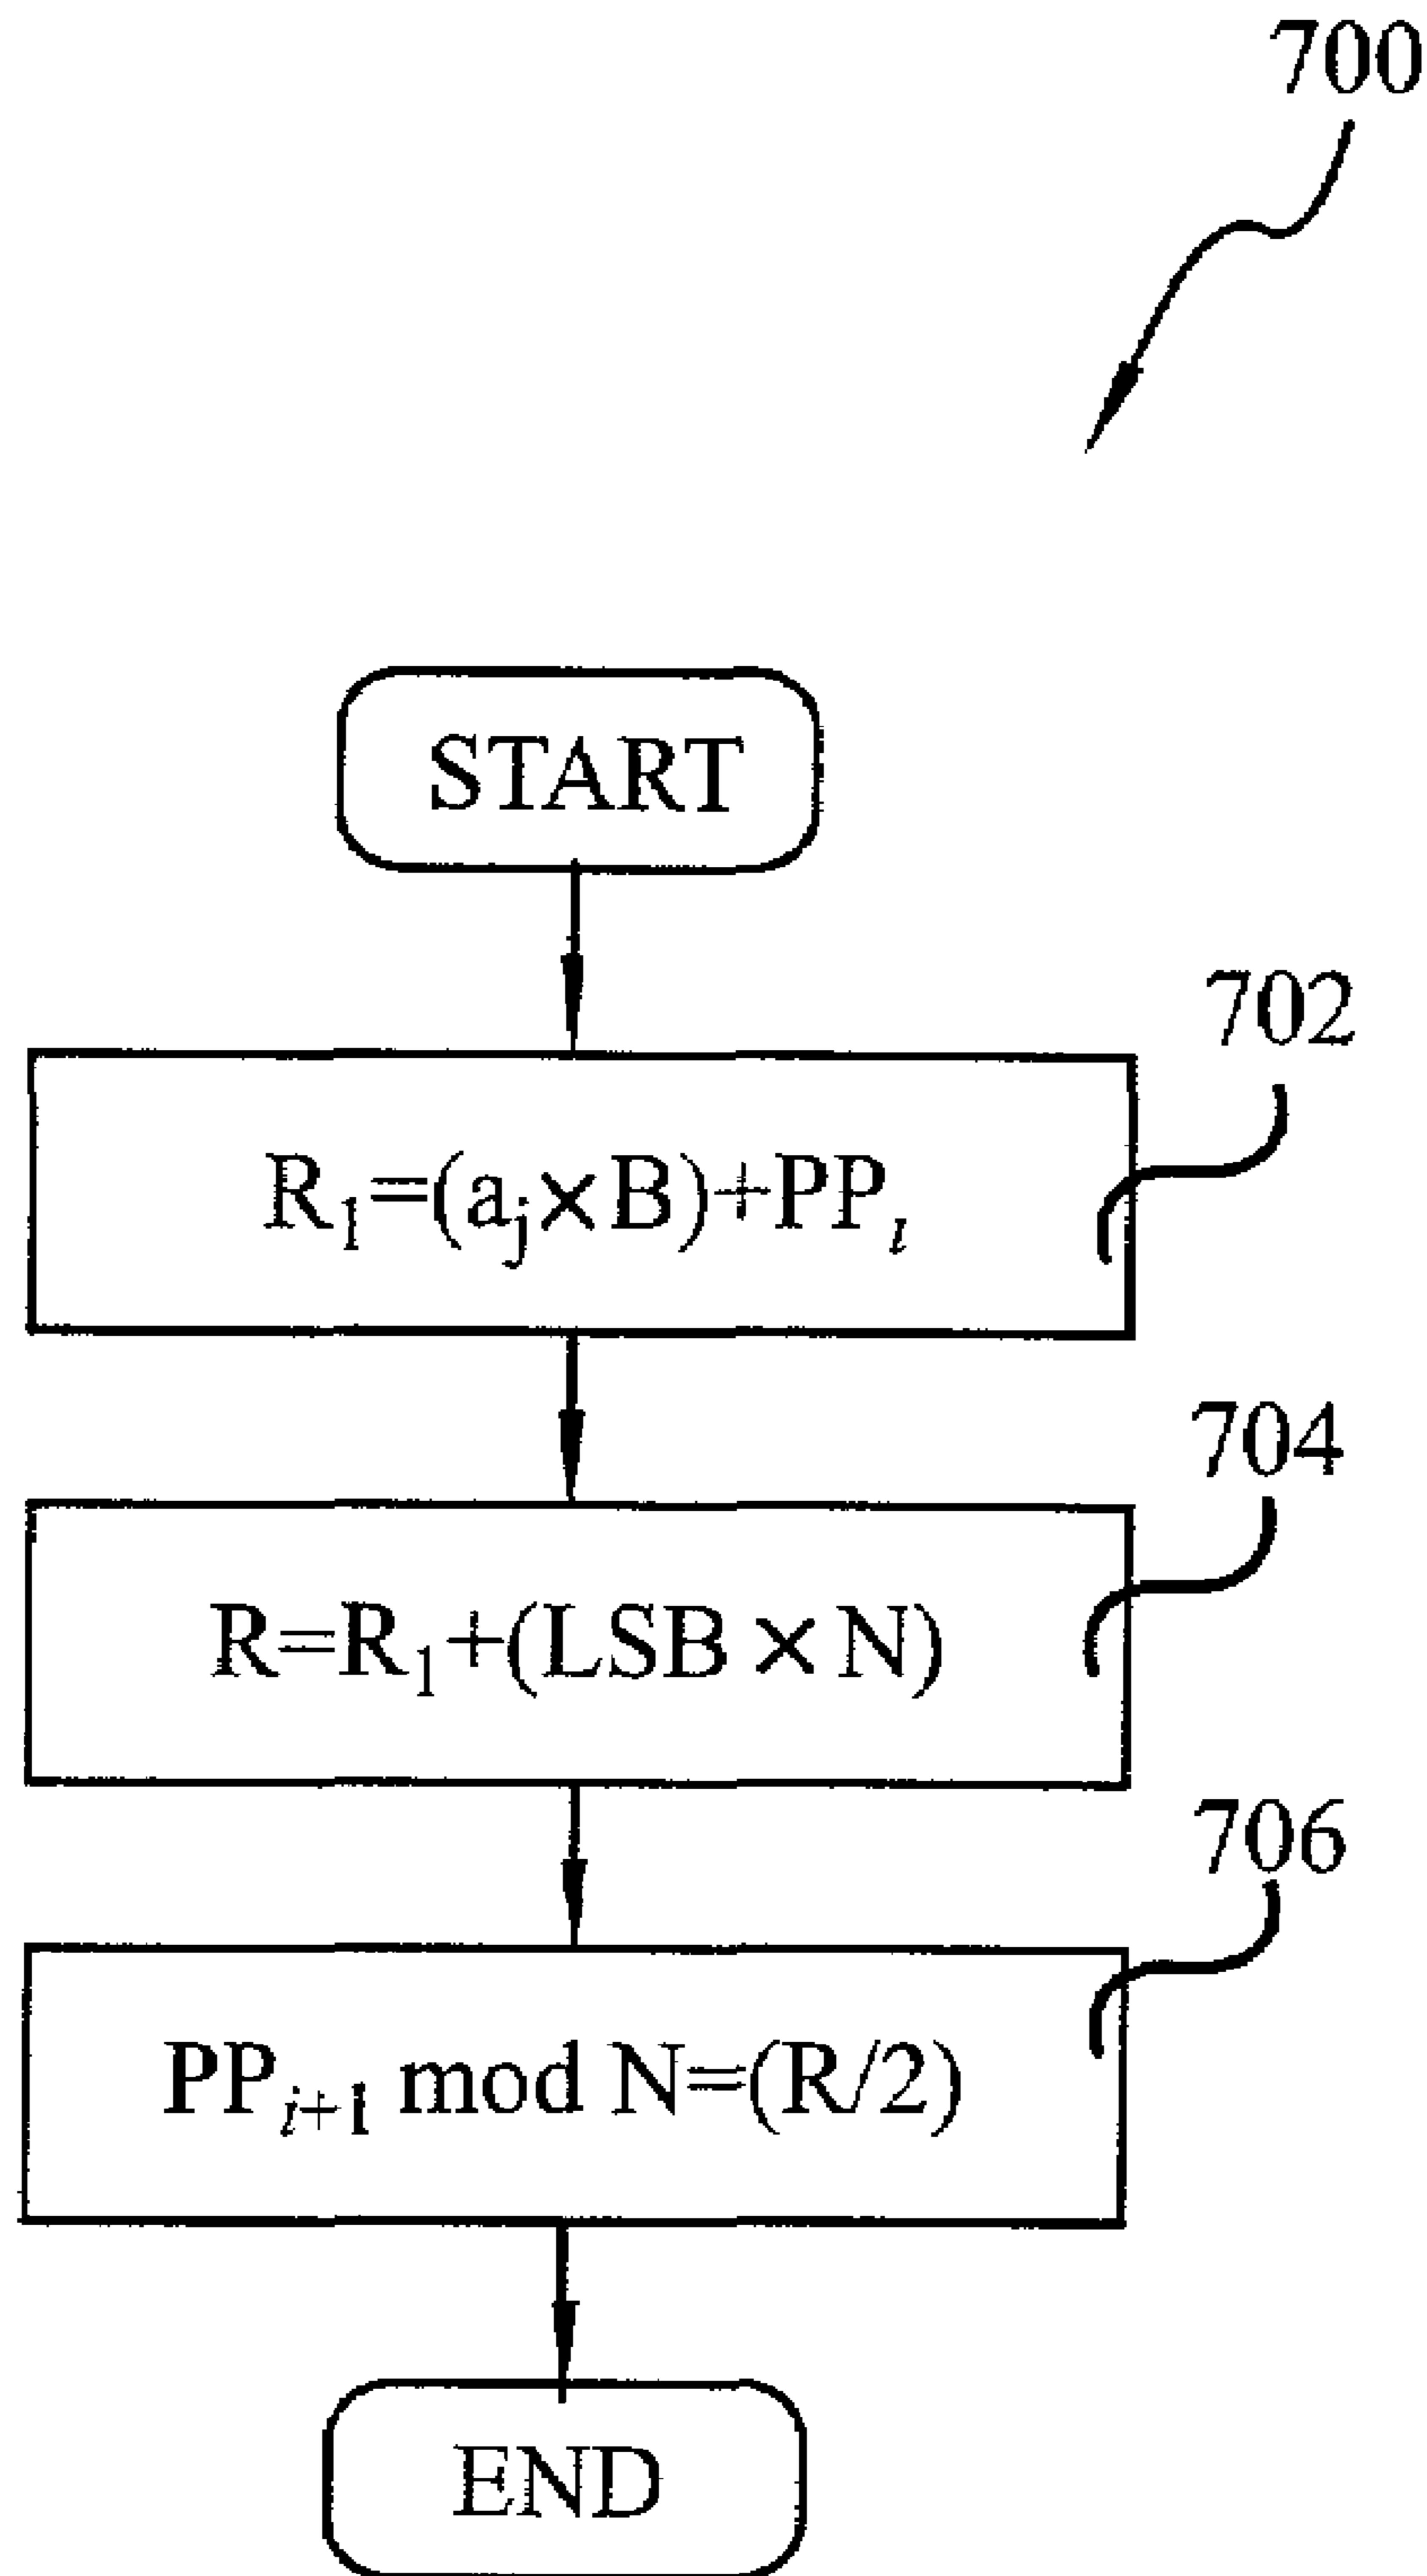 700
START
702
R₁=(aⱼ×B)+PPᵢ
704
R=R₁+(LSB×N)
706
PPᵢ₊₁ mod N=(R/2)
END